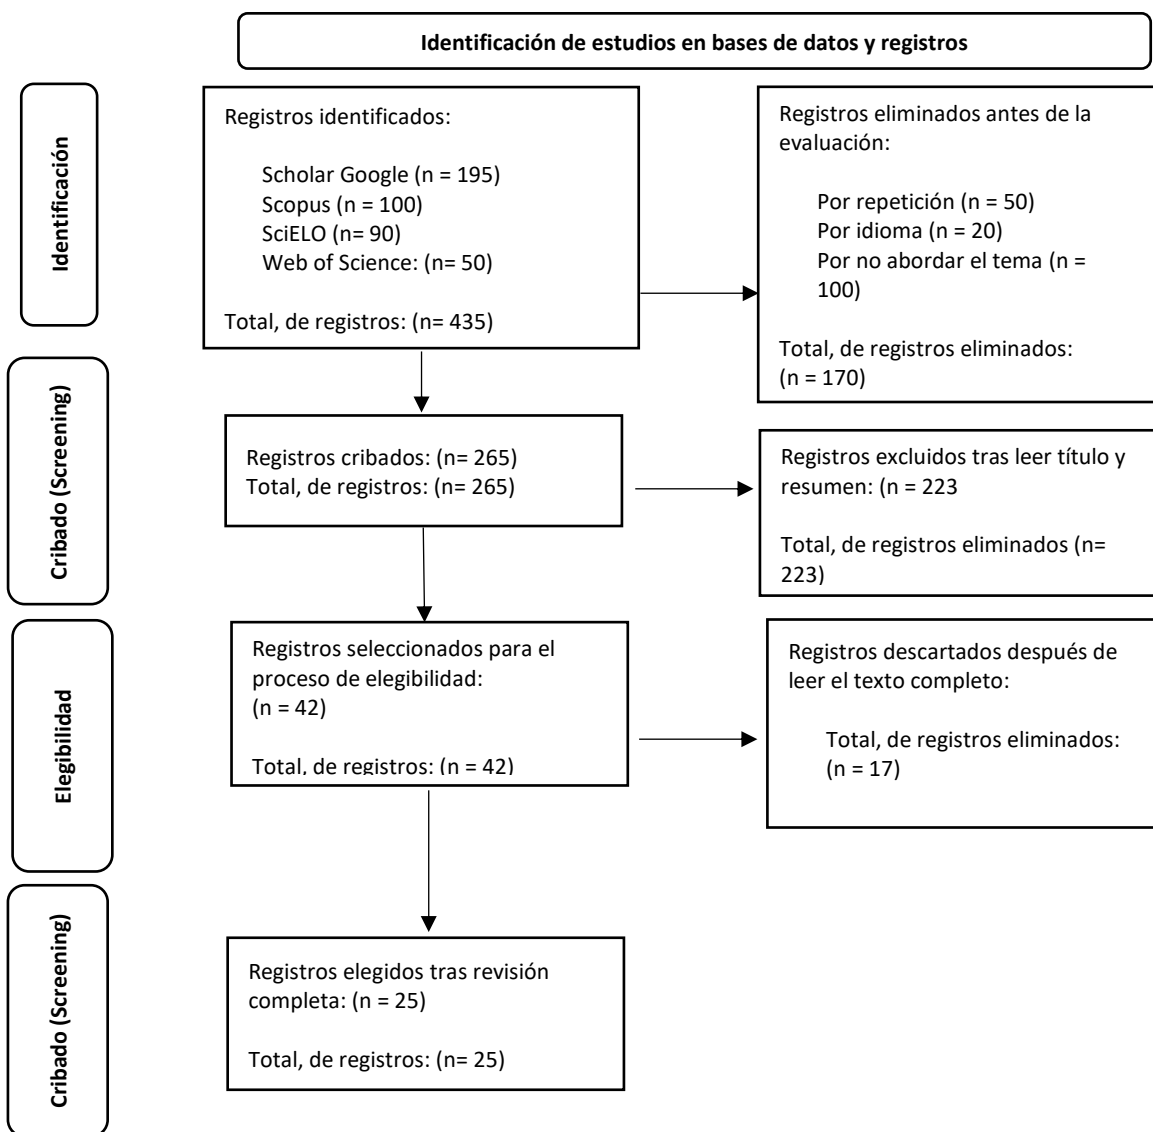 Identificación de estudios en bases de datos y registros
Identificación
Registros identificados:
Scholar Google (n = 195)
Scopus (n = 100)
SciELO (n= 90)
Web of Science: (n= 50)
Total, de registros: (n= 435)
Registros eliminados antes de la
evaluación:
Por repetición (n = 50)
Por idioma (n = 20)
Por no abordar el tema (n =
100)
Total, de registros eliminados:
(n = 170)
Cribado (Screening)
Registros cribados: (n= 265)
Total, de registros: (n= 265)
Registros excluidos tras leer título y
resumen: (n = 223
Total, de registros eliminados (n=
223)
Elegibilidad
Registros seleccionados para el
proceso de elegibilidad:
(n = 42)
Total, de registros: (n = 42)
Registros descartados después de
leer el texto completo:
Total, de registros eliminados:
(n = 17)
Cribado (Screening)
Registros elegidos tras revisión
completa: (n = 25)
Total, de registros: (n= 25)